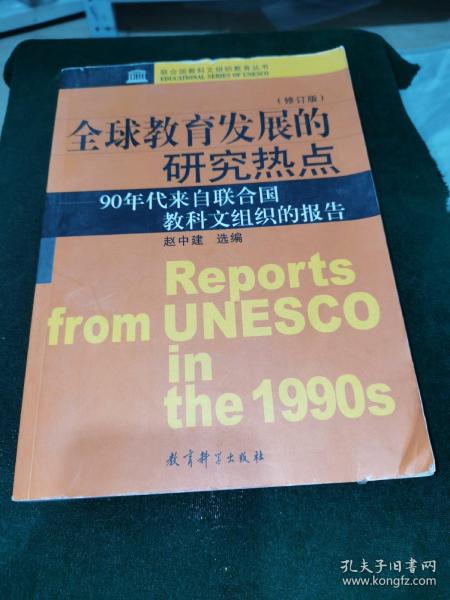 联合国教科文组织教育丛书
EDUCATIONAL SERIES OF UNESCO
（修订版）
全球教育发展的
研究热点
90年代来自联合国
教科文组织的报告
赵中建 选编
Reports
from UNESCO
in
the 1990s
教育科学出版社
孔夫子旧书网
www.kongfz.com